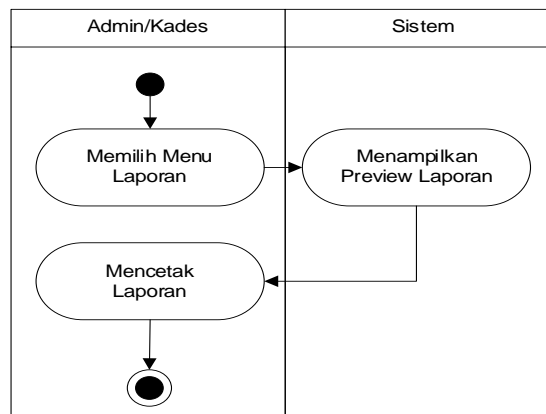 Admin/Kades
Sistem
Memilih Menu
Laporan
Menampilkan
Preview Laporan
Mencetak
Laporan